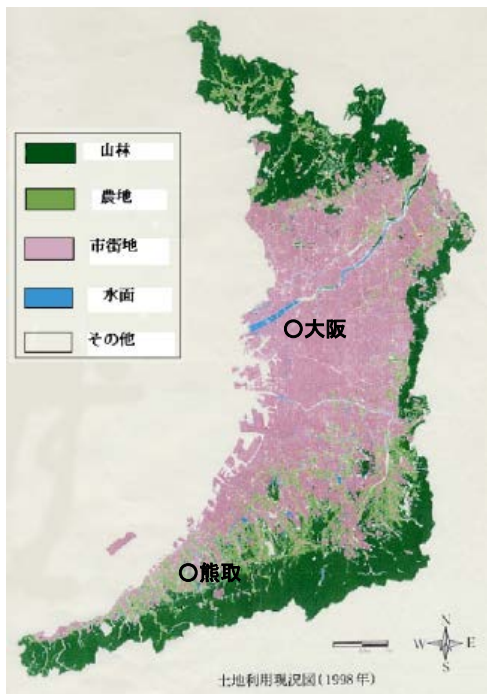 山林
農地
市街地
水面
その他
大阪
熊取
N
W E
S
土地利用現況図(1998年)